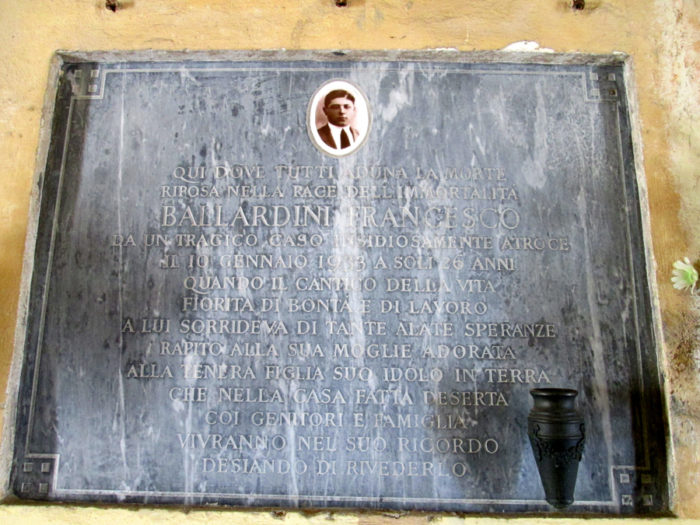 QUI DOVE TUTTI ADUNA LA MORTE
RIPOSA NELLA PACE DELL'IMMORTALITA
BALLARDINI FRANCESCO
DA UN TRAGICO CASO INSIDIOSAMENTE ATROCE
IL 10 GENNAIO 1933 A SOLI 26 ANNI
QUANDO IL CANTICO DELLA VITA
FIORITA DI BONTÀ E DI LAVORO
A LUI SORRIDEVA DI TANTE ALATE SPERANZE
RAPITO ALLA SUA MOGLIE ADORATA
ALLA TENERA FIGLIA SUO IDOLO IN TERRA
CHE NELLA CASA FATTA DESERTA
COI GENITORI E FAMIGLIA
VIVRANNO NEL SUO RICORDO
DESIANDO DI RIVEDERLO